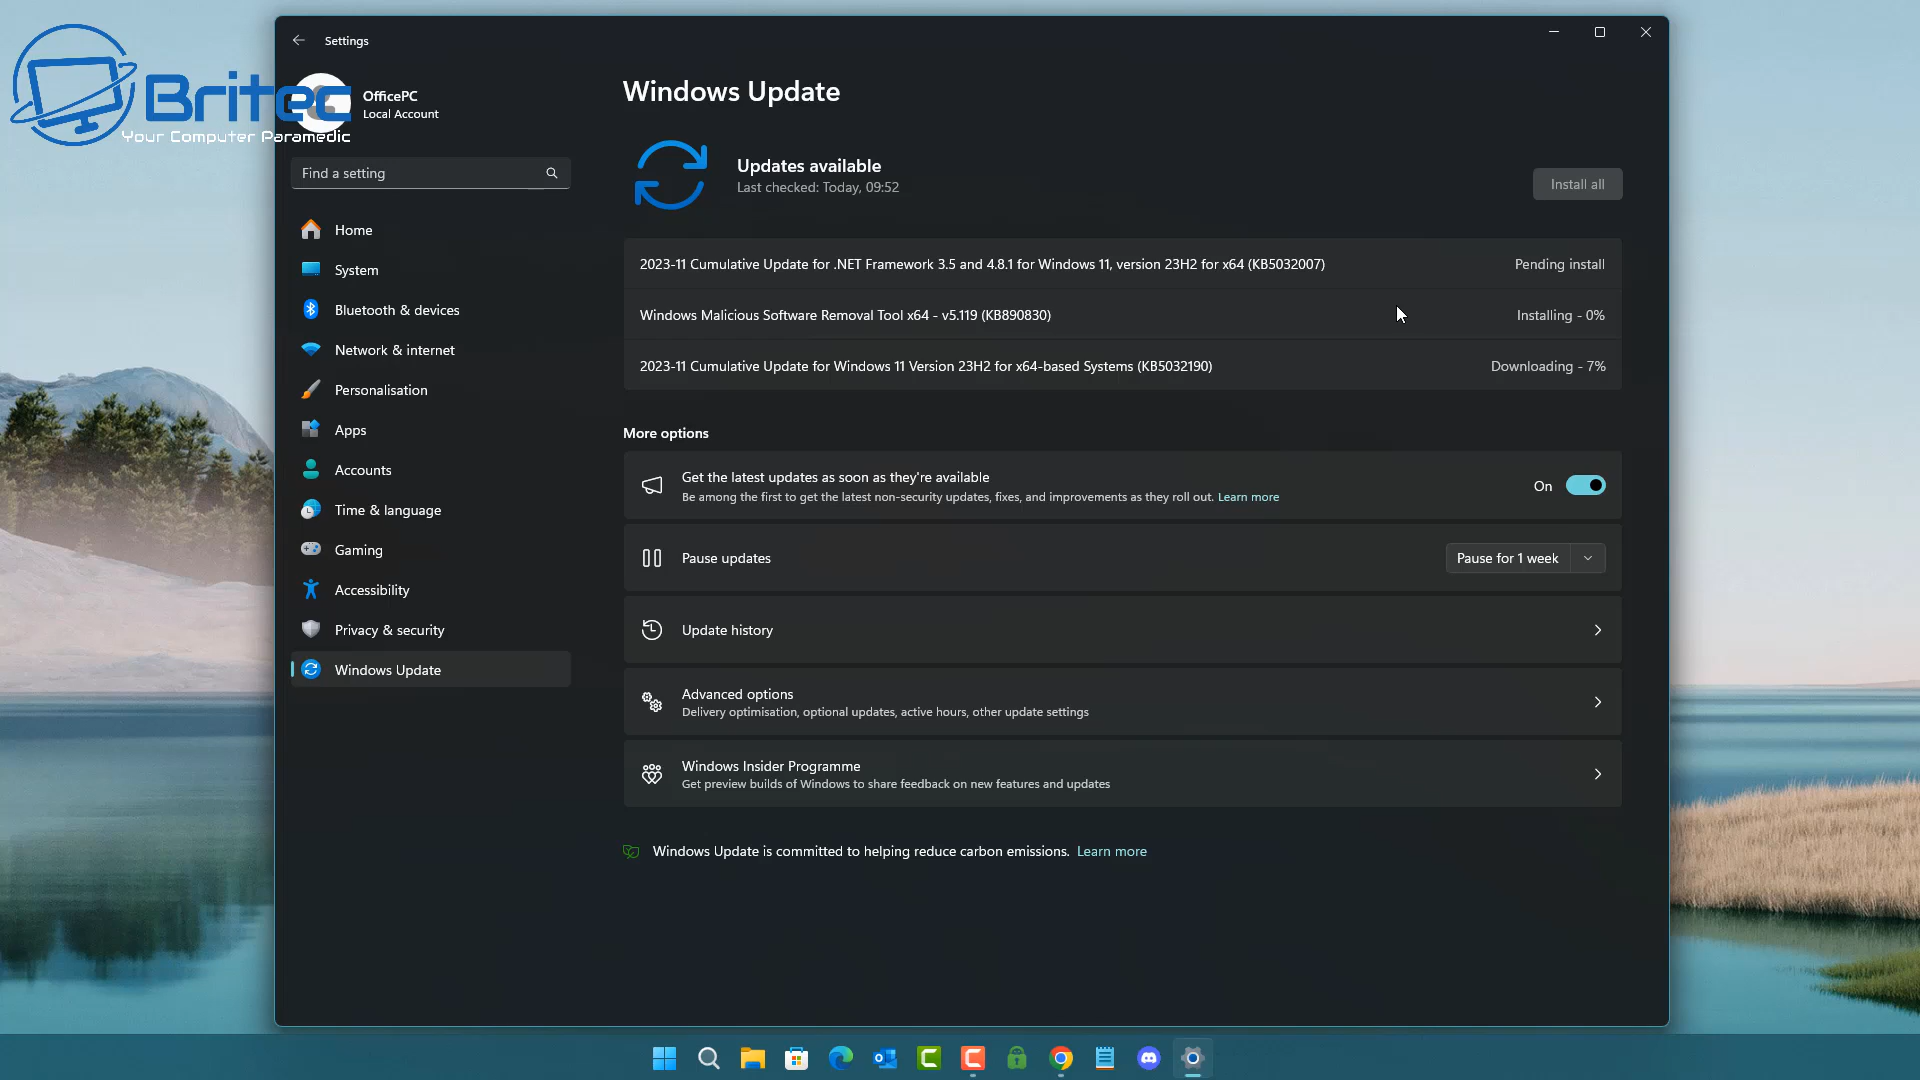 Settings
Britec
Your Computer Paramedic
OfficePC
Local Account
Find a setting
Home
System
Bluetooth & devices
Network & internet
Personalisation
Apps
Accounts
Time & language
Gaming
Accessibility
Privacy & security
Windows Update
Windows Update
Updates available
Last checked: Today, 09:52
Install all
2023-11 Cumulative Update for .NET Framework 3.5 and 4.8.1 for Windows 11, version 23H2 for x64 (KB5032007) Pending install
Windows Malicious Software Removal Tool x64 - v5.119 (KB890830) Installing - 0%
2023-11 Cumulative Update for Windows 11 Version 23H2 for x64-based Systems (KB5032190) Downloading - 7%
More options
Get the latest updates as soon as they're available
Be among the first to get the latest non-security updates, fixes, and improvements as they roll out. Learn more
On
Pause updates
Pause for 1 week
Update history
Advanced options
Delivery optimisation, optional updates, active hours, other update settings
Windows Insider Programme
Get preview builds of Windows to share feedback on new features and updates
Windows Update is committed to helping reduce carbon emissions. Learn more